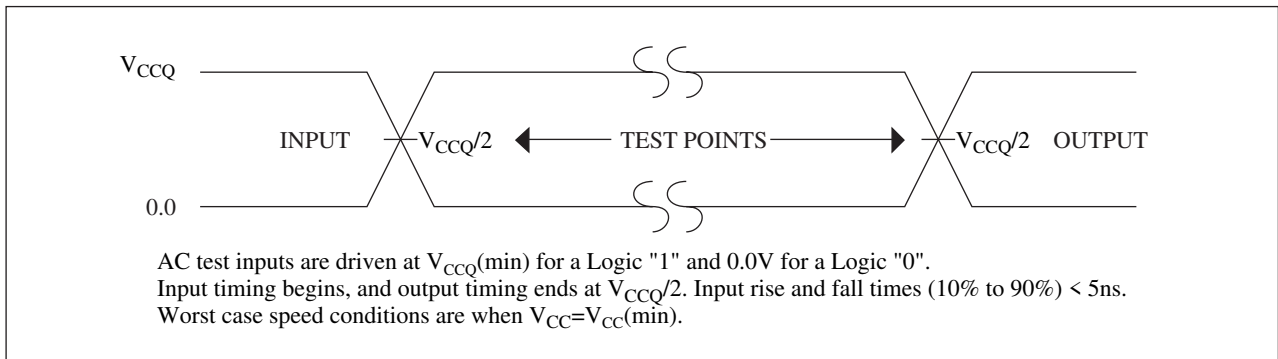 VCCQ
INPUT VCCQ/2 TEST POINTS VCCQ/2 OUTPUT
0.0
AC test inputs are driven at VCCQ(min) for a Logic "1" and 0.0V for a Logic "0".
Input timing begins, and output timing ends at VCCQ/2. Input rise and fall times (10% to 90%) < 5ns.
Worst case speed conditions are when VCC=VCC(min).